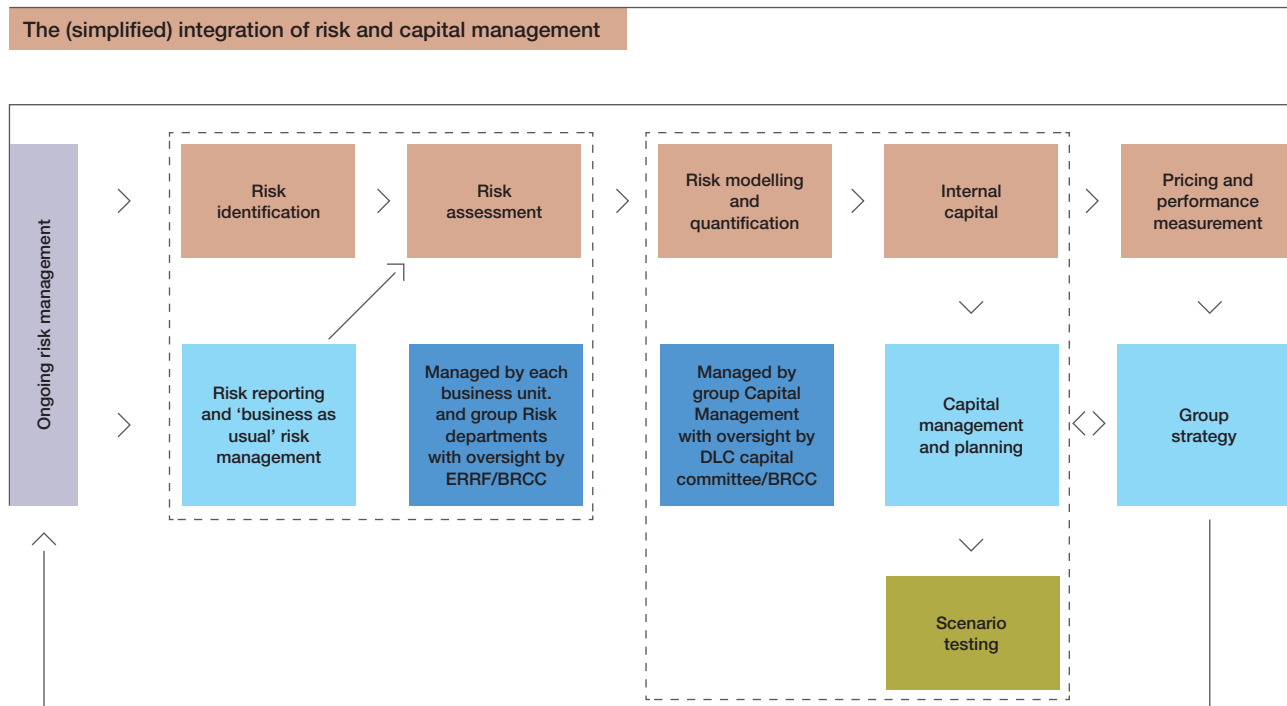 The (simplified) integration of risk and capital management
Ongoing risk management
Risk
identification
Risk
assessment
Risk modelling
and
quantification
Internal
capital
Pricing and
performance
measurement
Risk reporting
and ‘business as
usual’ risk
management
Managed by each
business unit.
and group Risk
departments
with oversight by
ERRF/BRCC
Managed by
group Capital
Management
with oversight by
DLC capital
committee/BRCC
Capital
management
and planning
Group
strategy
Scenario
testing